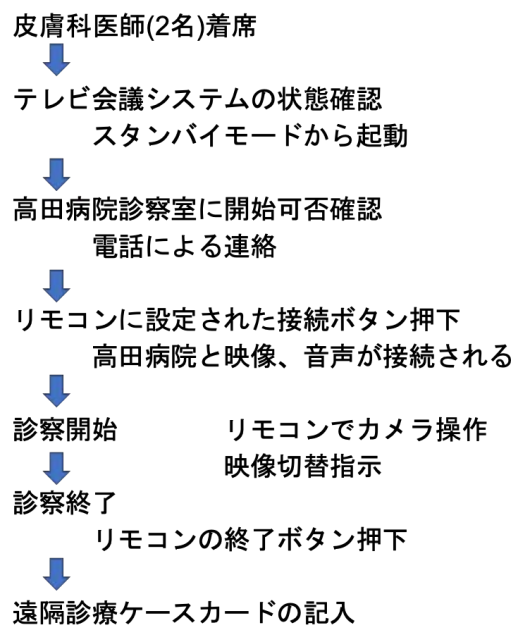 皮膚科医師(2名)着席
テレビ会議システムの状態確認
スタンバイモードから起動
高田病院診察室に開始可否確認
電話による連絡
リモコンに設定された接続ボタン押下
高田病院と映像、音声が接続される
診察開始 リモコンでカメラ操作
映像切替指示
診察終了
リモコンの終了ボタン押下
遠隔診療ケースカードの記入